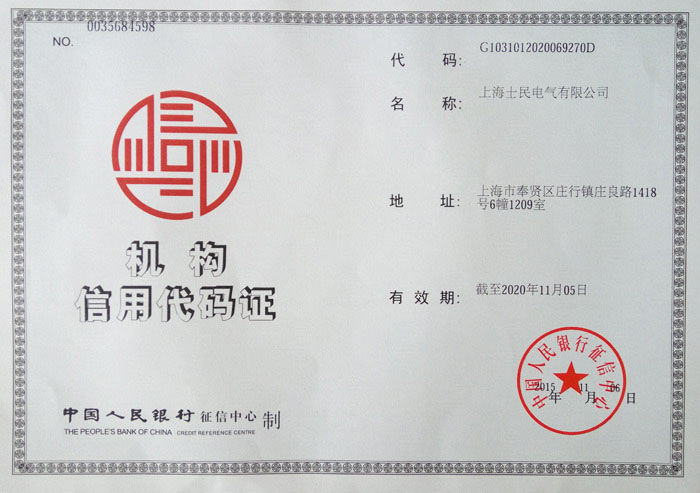 NO. 0035684598
机构
信用代码证
中国人民银行征信中心 制
THE PEOPLE'S BANK OF CHINA CREDIT REFERENCE CENTRE
代 码: G1031012020069270D
名 称: 上海士民电气有限公司
地 址: 上海市奉贤区庄行镇庄良路1418
号6幢1209室
有 效 期: 截至2020年11月05日
中国人民银行征信中心
2015 年 11 月 06 日